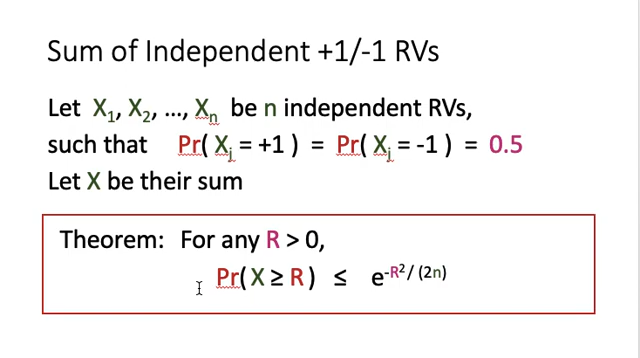 Sum of Independent +1/-1 RVs
Let X₁, X₂, ..., Xₙ be n independent RVs,
such that Pr( Xᵢ = +1 ) = Pr( Xᵢ = -1 ) = 0.5
Let X be their sum
Theorem: For any R > 0,
Pr( X ≥ R ) ≤ e^-R²/ (2n)